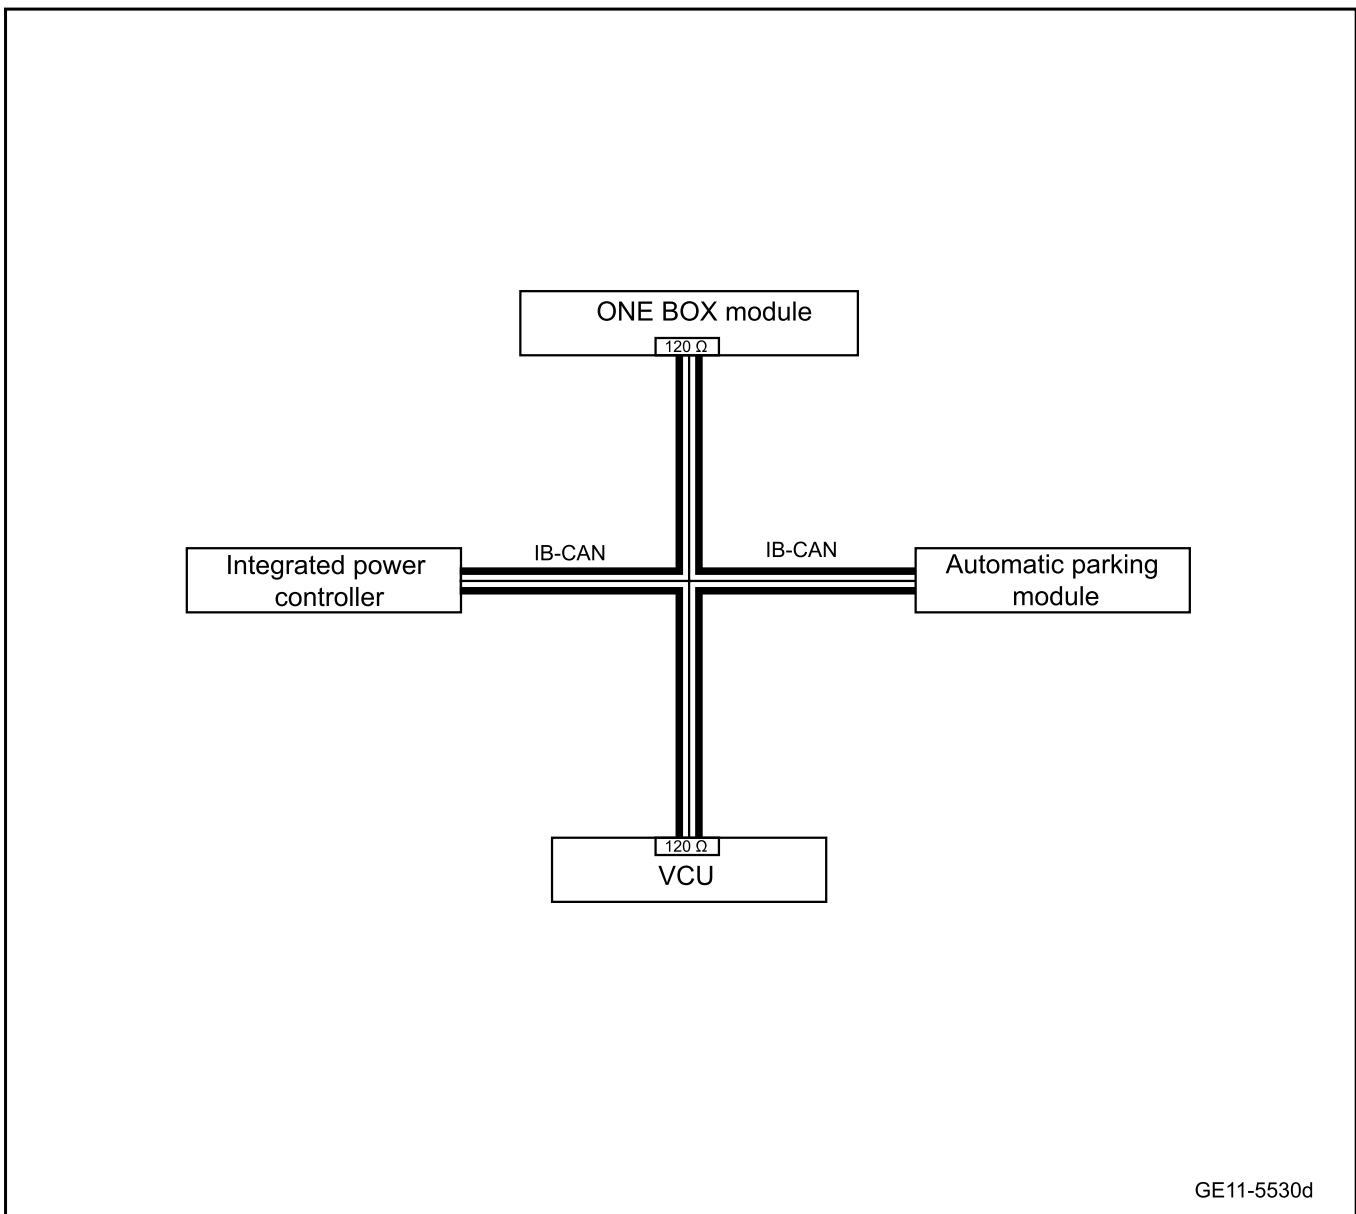 ONE BOX module
120 Ω
IB-CAN
IB-CAN
Integrated power
controller
Automatic parking
module
120 Ω
VCU
GE11-5530d